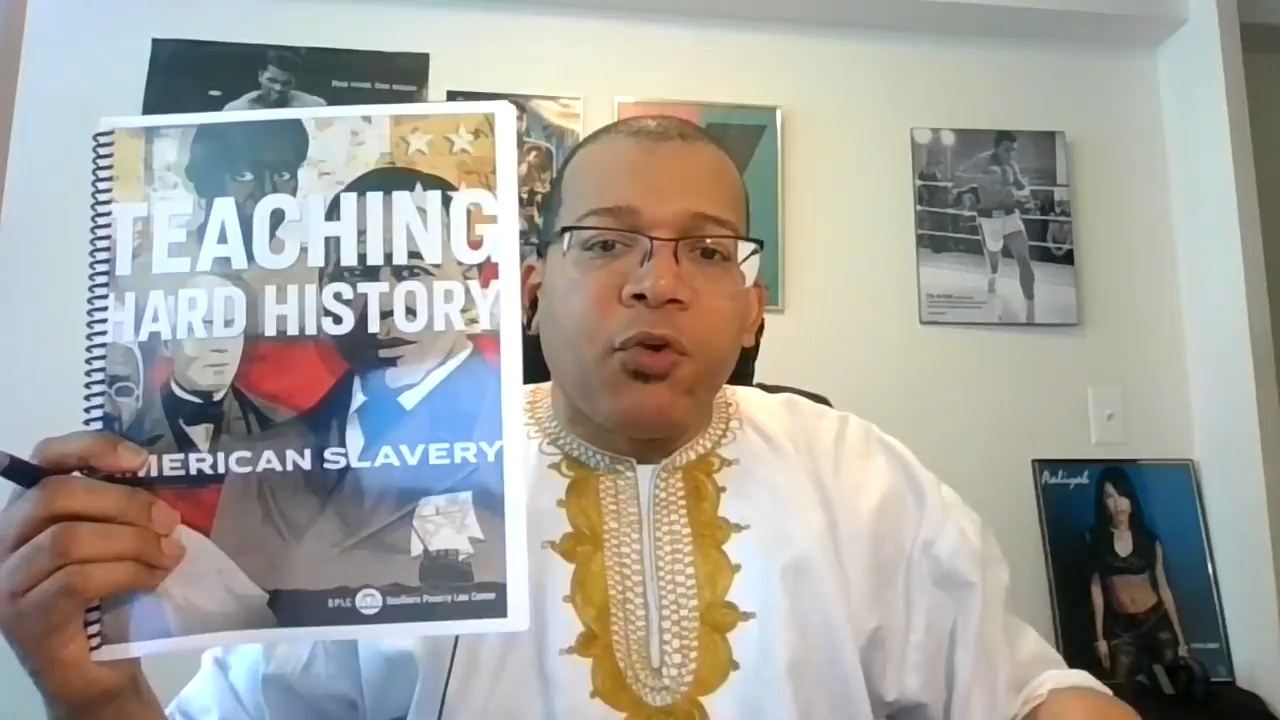 TEACHING
HARD HISTORY
AMERICAN SLAVERY
SPLC Southern Poverty Law Center
Aaliyah